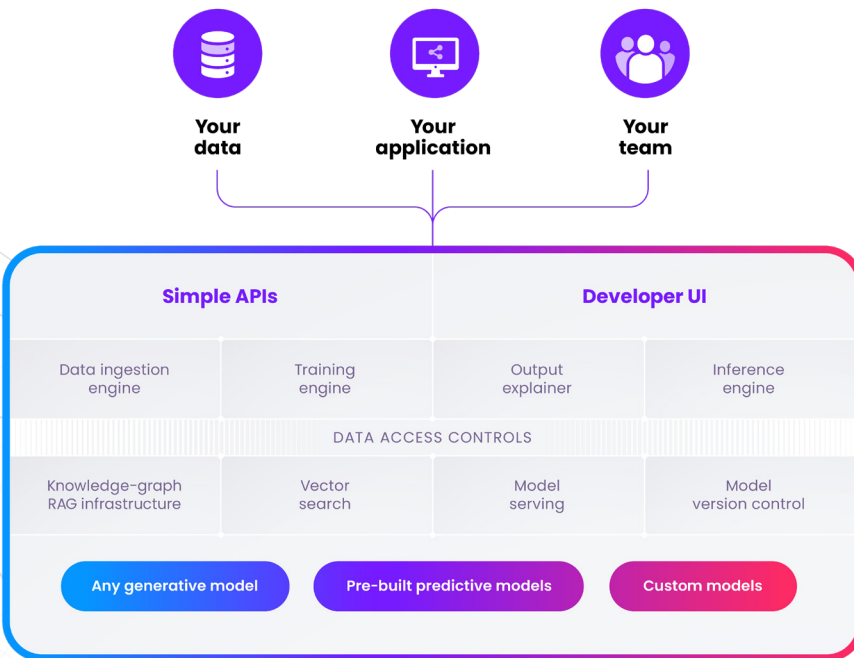 Your
data
Your
application
Your
team
Simple APIs
Developer UI
Data ingestion
engine
Training
engine
Output
explainer
Inference
engine
DATA ACCESS CONTROLS
Knowledge-graph
RAG infrastructure
Vector
search
Model
serving
Model
version control
Any generative model
Pre-built predictive models
Custom models